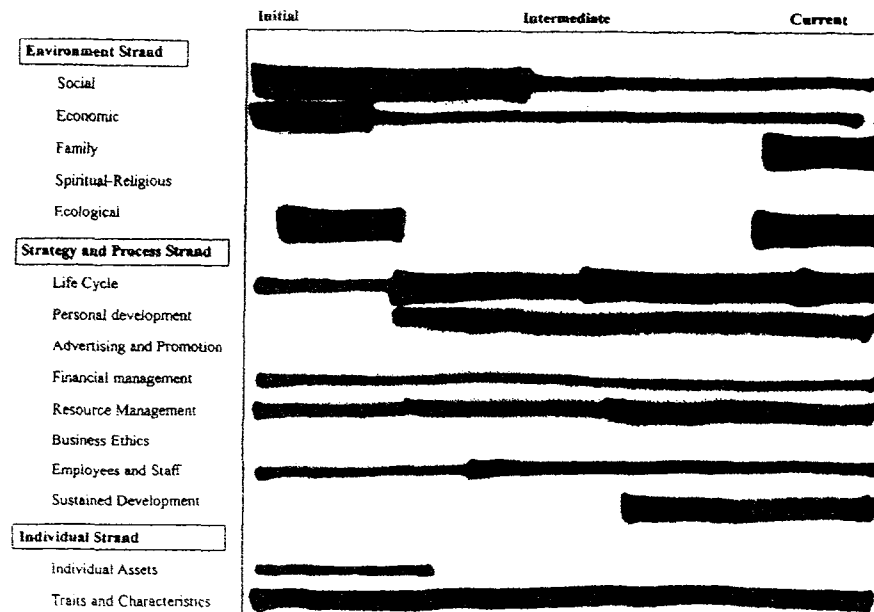 Initial Intermediate Current
Environment Strand
Social
Economic
Family
Spiritual-Religious
Ecological
Strategy and Process Strand
Life Cycle
Personal development
Advertising and Promotion
Financial management
Resource Management
Business Ethics
Employees and Staff
Sustained Development
Individual Strand
Individual Assets
Traits and Characteristics